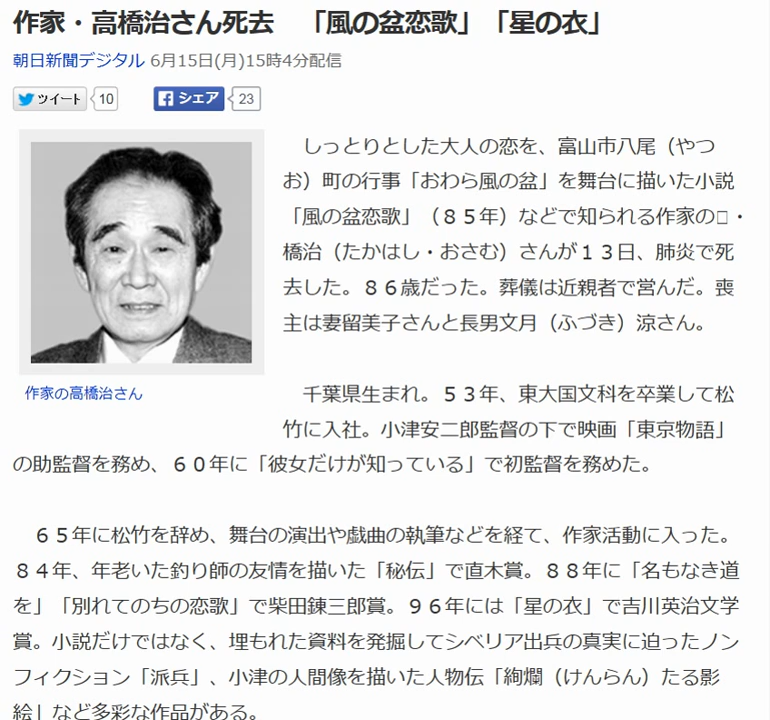 作家・高橋治さん死去　「風の盆恋歌」「星の衣」
朝日新聞デジタル 6月15日(月)15時4分配信
ツイート 10 シェア 23
　しっとりとした大人の恋を、富山市八尾（やつ
お）町の行事「おわら風の盆」を舞台に描いた小説
「風の盆恋歌」（８５年）などで知られる作家の□・
橋治（たかはし・おさむ）さんが１３日、肺炎で死
去した。８６歳だった。葬儀は近親者で営んだ。喪
主は妻留美子さんと長男文月（ふづき）涼さん。
作家の高橋治さん
　千葉県生まれ。５３年、東大国文科を卒業して松
竹に入社。小津安二郎監督の下で映画「東京物語」
の助監督を務め、６０年に「彼女だけが知っている」で初監督を務めた。
　６５年に松竹を辞め、舞台の演出や戯曲の執筆などを経て、作家活動に入った。
８４年、年老いた釣り師の友情を描いた「秘伝」で直木賞。８８年に「名もなき道
を」「別れてのちの恋歌」で柴田錬三郎賞。９６年には「星の衣」で吉川英治文学
賞。小説だけではなく、埋もれた資料を発掘してシベリア出兵の真実に迫ったノン
フィクション「派兵」、小津の人間像を描いた人物伝「絢爛（けんらん）たる影
絵」など多彩な作品がある。